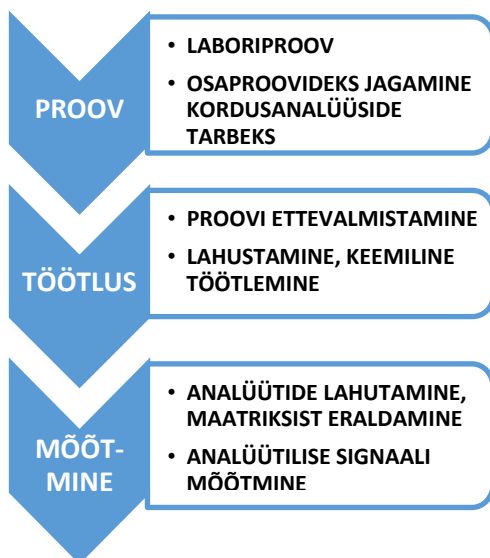 PROOV
• LABORIPROOV
• OSAPROOVIDEKS JAGAMINE
KORDUSANALÜÜSIDE
TARBEKS
TÖÖTLUS
• PROOVI ETTEVALMISTAMINE
• LAHUSTAMINE, KEEMILINE
TÖÖTLEMINE
MÕÕT-
MINE
• ANALÜÜTIDE LAHUTAMINE,
MAATRIKSIST ERALDAMINE
• ANALÜÜTILISE SIGNAALI
MÕÕTMINE